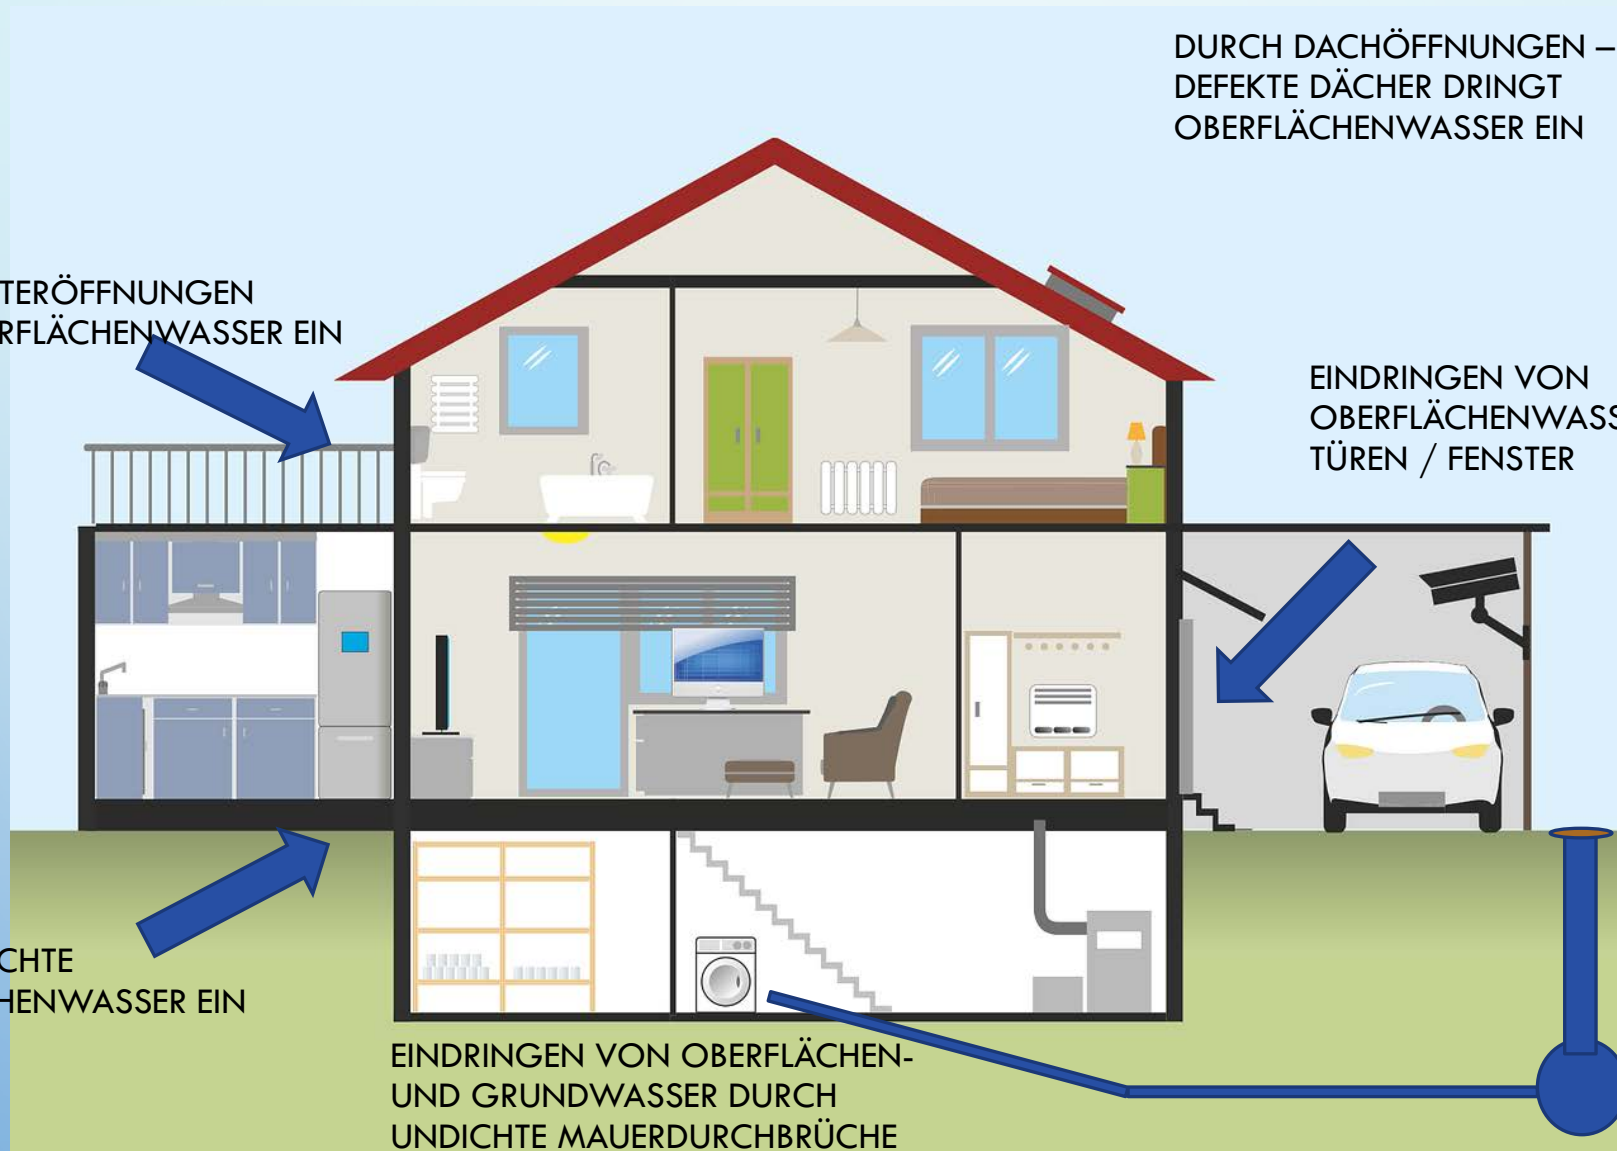 DURCH DACHÖFFNUNGEN –
DEFEKTE DÄCHER DRINGT
OBERFLÄCHENWASSER EIN
TERÖFFNUNGEN
RFLÄCHENWASSER EIN
EINDRINGEN VON
OBERFLÄCHENWASS
TÜREN / FENSTER
CHTE
HENWASSER EIN
EINDRINGEN VON OBERFLÄCHEN-
UND GRUNDWASSER DURCH
UNDICHTE MAUERDURCHBRÜCHE